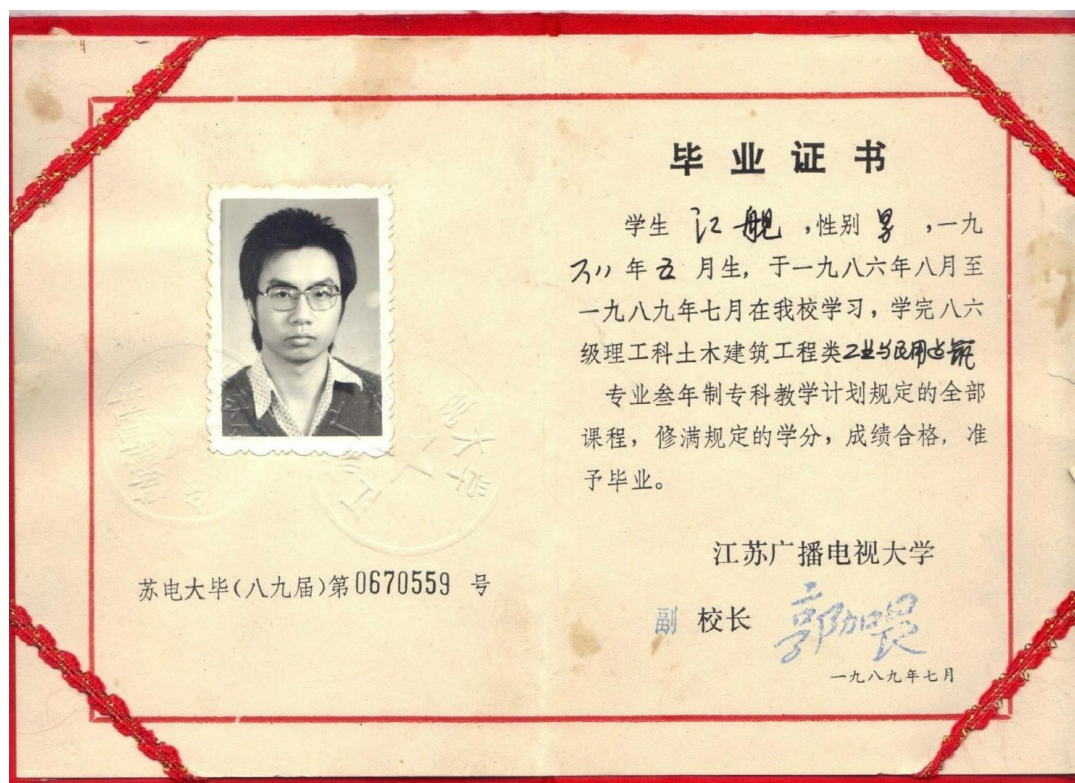 毕业证书
学生 江舰，性别 男，一九
六八年五月生，于一九八六年八月至
一九八九年七月在我校学习，学完八六
级理工科土木建筑工程类工业与民用建筑
专业叁年制专科教学计划规定的全部
课程，修满规定的学分，成绩合格，准
予毕业。
江苏广播电视大学
副 校长
一九八九年七月
苏电大毕(八九届)第0670559 号